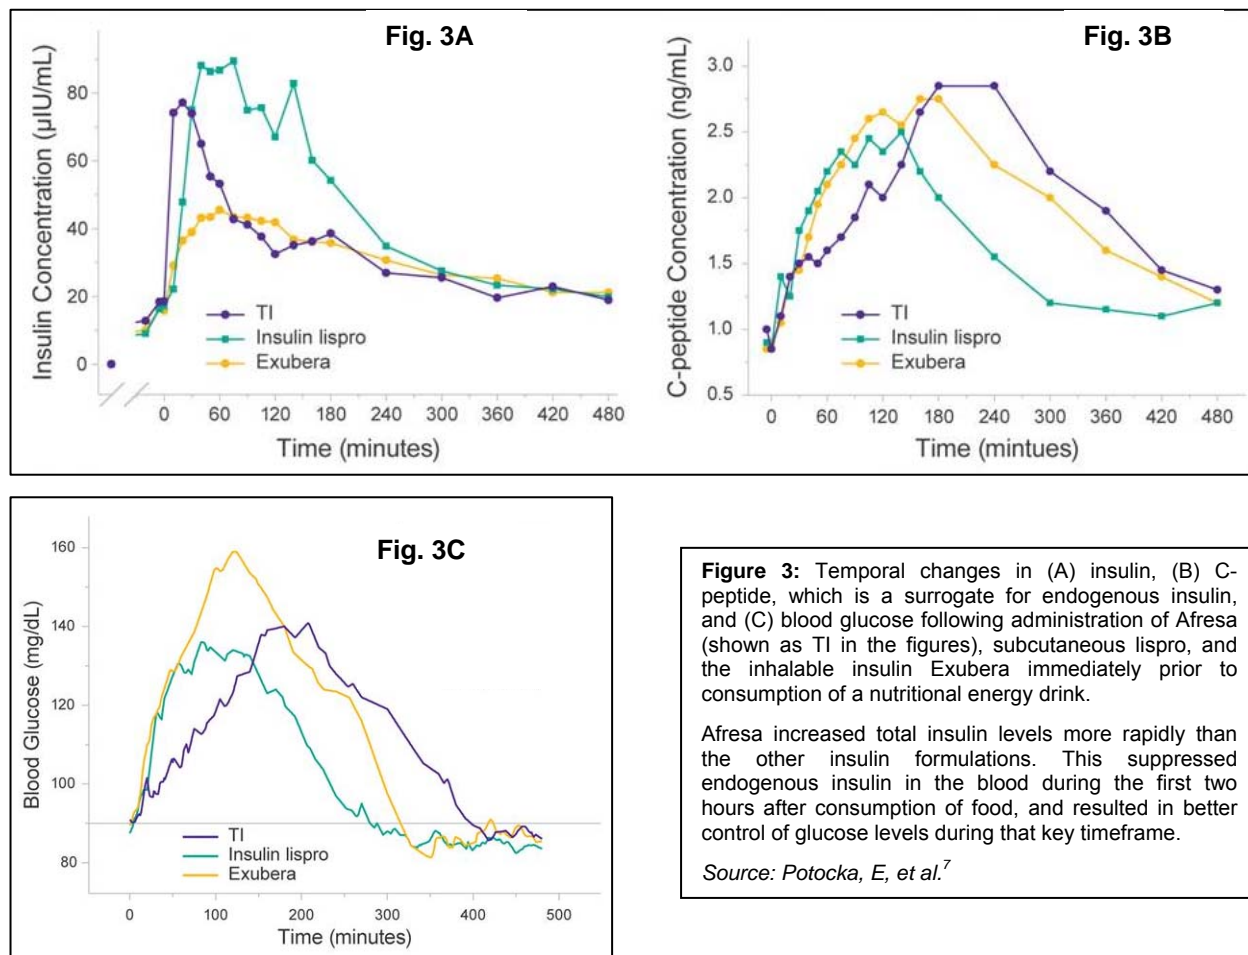 Fig. 3A
Insulin Concentration (µIU/mL)
80
60
40
20
0
TI
Insulin lispro
Exubera
0 60 120 180 240 300 360 420 480
Time (minutes)
Fig. 3B
C-peptide Concentration (ng/mL)
3.0
2.5
2.0
1.5
1.0
0.5
TI
Insulin lispro
Exubera
0 60 120 180 240 300 360 420 480
Time (mintues)
Fig. 3C
Blood Glucose (mg/dL)
160
140
120
100
80
TI
Insulin lispro
Exubera
0 100 200 300 400 500
Time (minutes)
Figure 3: Temporal changes in (A) insulin, (B) C-
peptide, which is a surrogate for endogenous insulin,
and (C) blood glucose following administration of Afresa
(shown as TI in the figures), subcutaneous lispro, and
the inhalable insulin Exubera immediately prior to
consumption of a nutritional energy drink.
Afresa increased total insulin levels more rapidly than
the other insulin formulations. This suppressed
endogenous insulin in the blood during the first two
hours after consumption of food, and resulted in better
control of glucose levels during that key timeframe.
Source: Potocka, E, et al.7